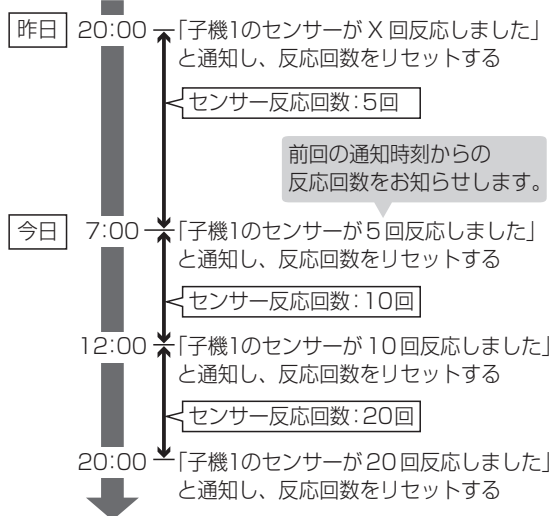 昨日 20:00 「子機1のセンサーが X 回反応しました」
と通知し、反応回数をリセットする
センサー反応回数:5回
前回の通知時刻からの
反応回数をお知らせします。
今日 7:00 「子機1のセンサーが 5 回反応しました」
と通知し、反応回数をリセットする
センサー反応回数:10回
12:00 「子機1のセンサーが 10 回反応しました」
と通知し、反応回数をリセットする
センサー反応回数:20回
20:00 「子機1のセンサーが 20 回反応しました」
と通知し、反応回数をリセットする